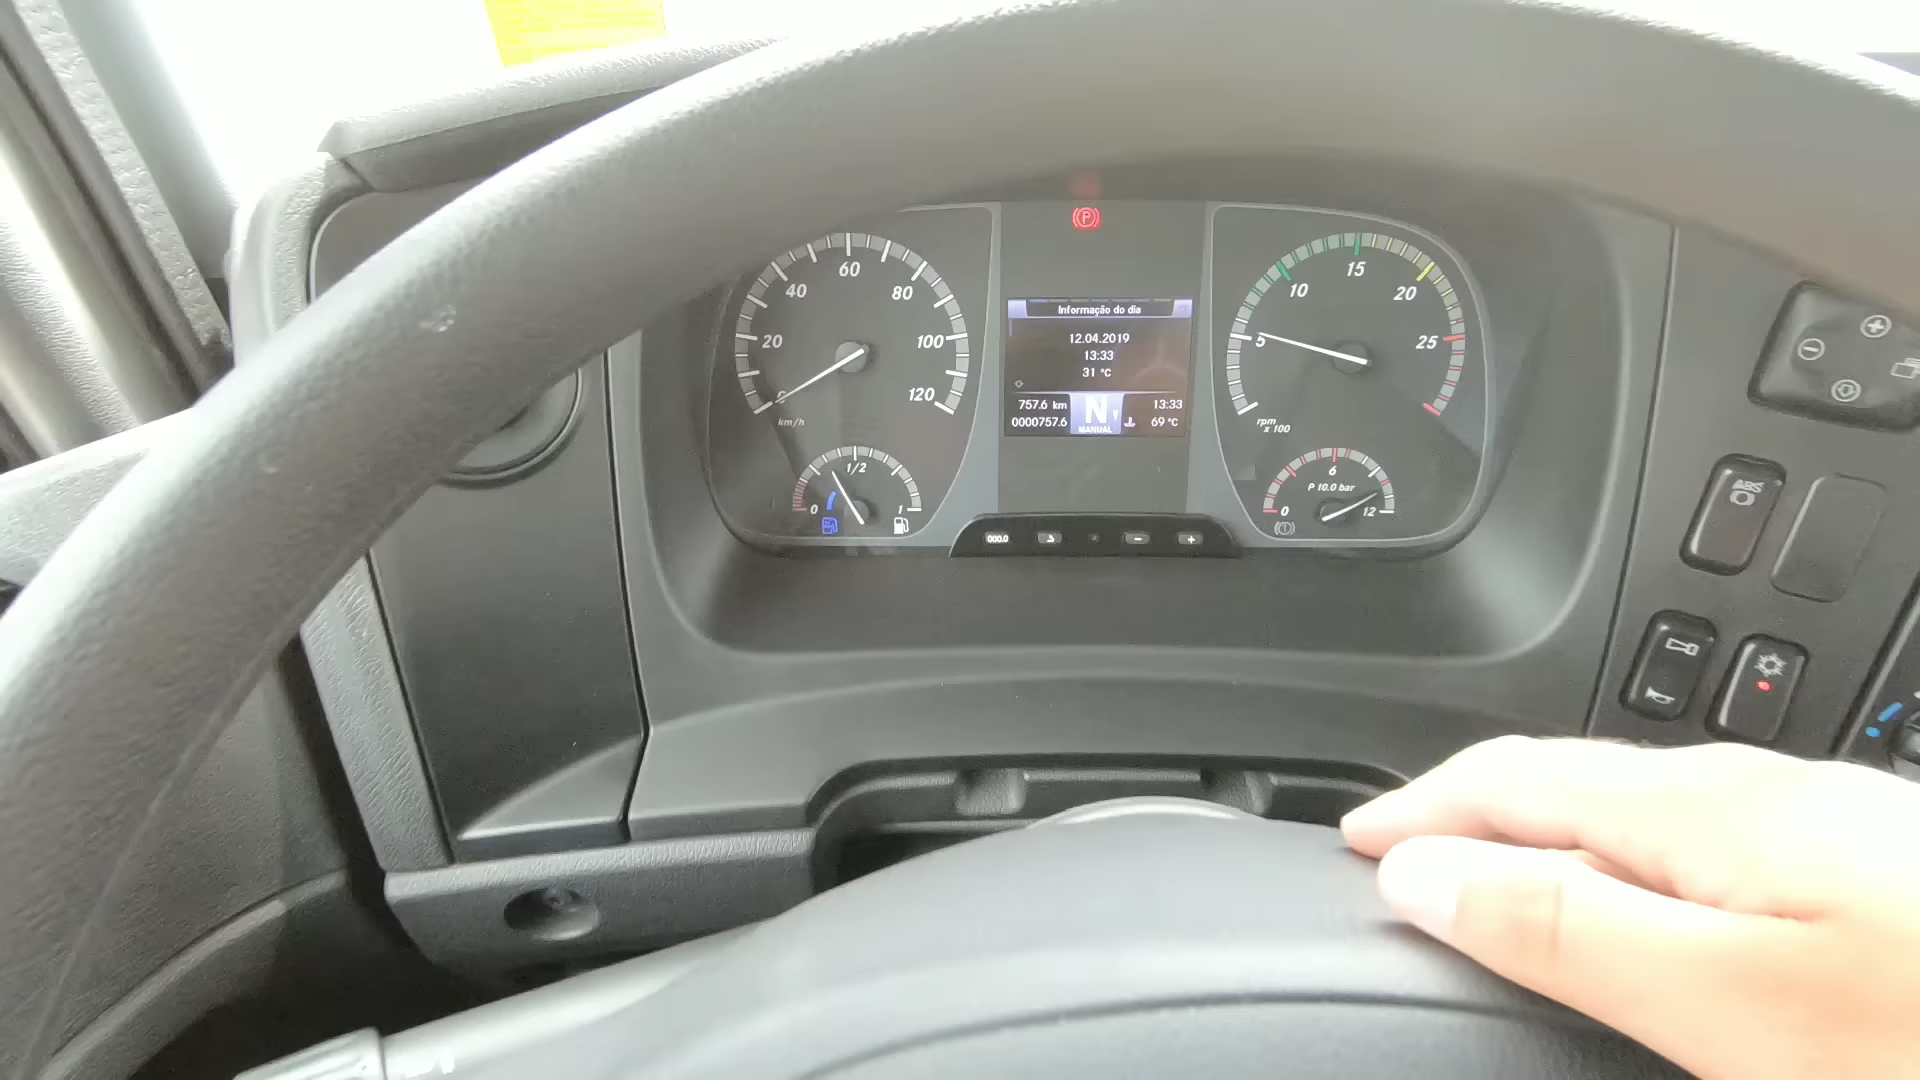 P
20
40
60
80
100
120
0
km/h
0
1/2
1
Informação do dia
12.04.2019
13:33
31 °C
757.6 km
0000757.6
N
MANUAL
13:33
69 °C
5
10
15
20
25
rpm
x 100
0
6
12
P 10.0 bar
000.0
ABS